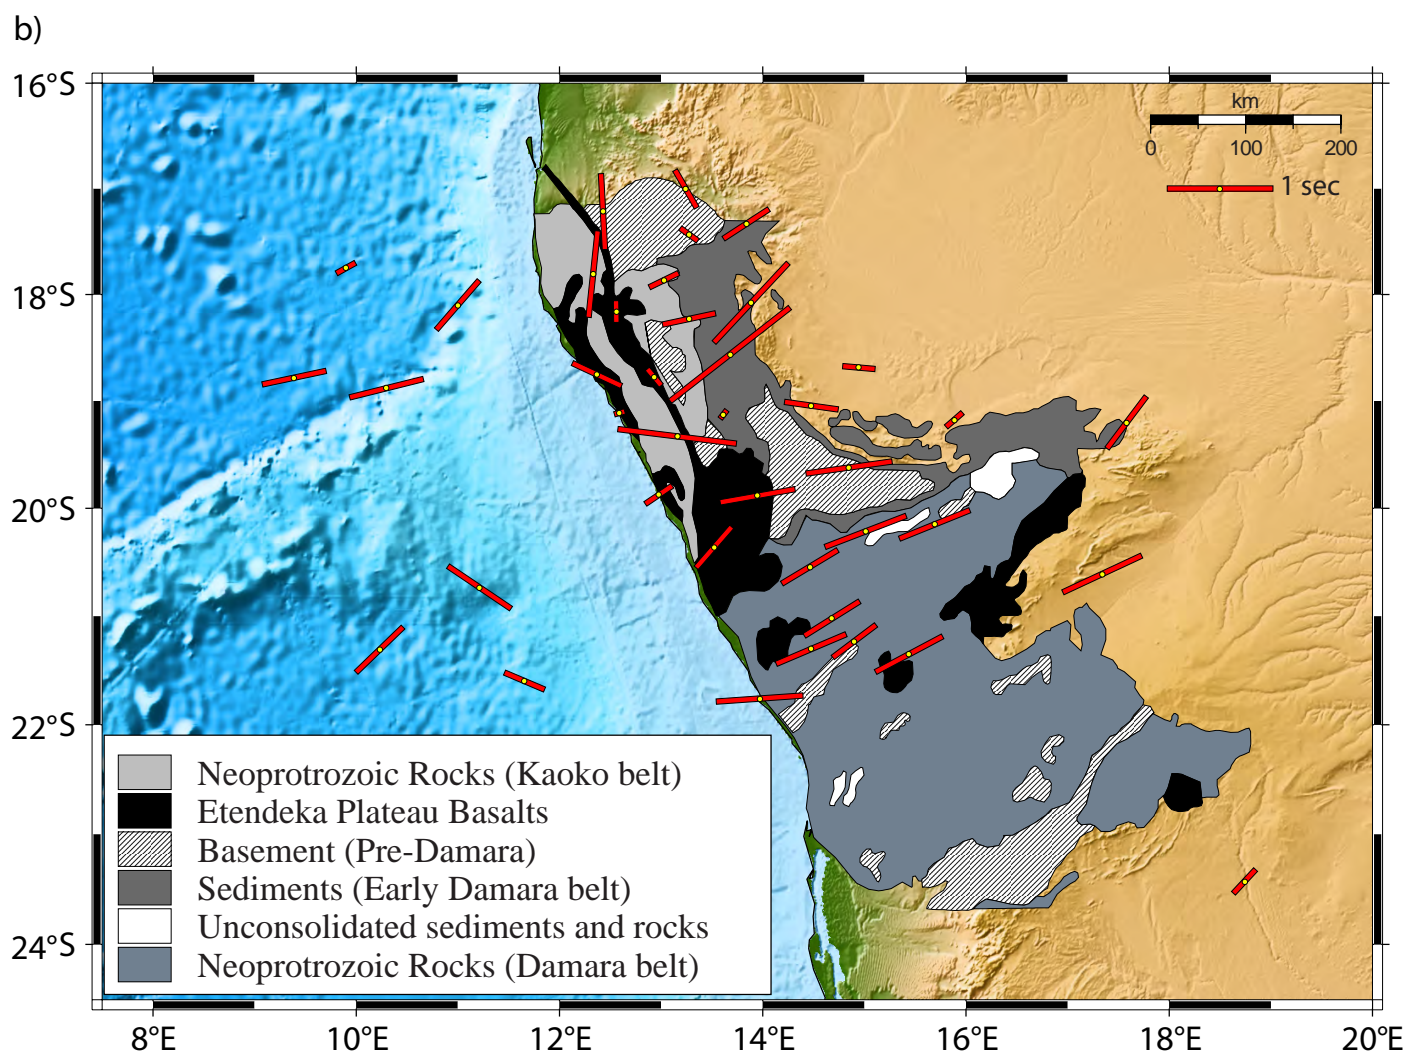 b)
16°S
18°S
20°S
22°S
24°S
km
0 100 200
1 sec
Neoprotrozoic Rocks (Kaoko belt)
Etendeka Plateau Basalts
Basement (Pre-Damara)
Sediments (Early Damara belt)
Unconsolidated sediments and rocks
Neoprotrozoic Rocks (Damara belt)
8°E 10°E 12°E 14°E 16°E 18°E 20°E